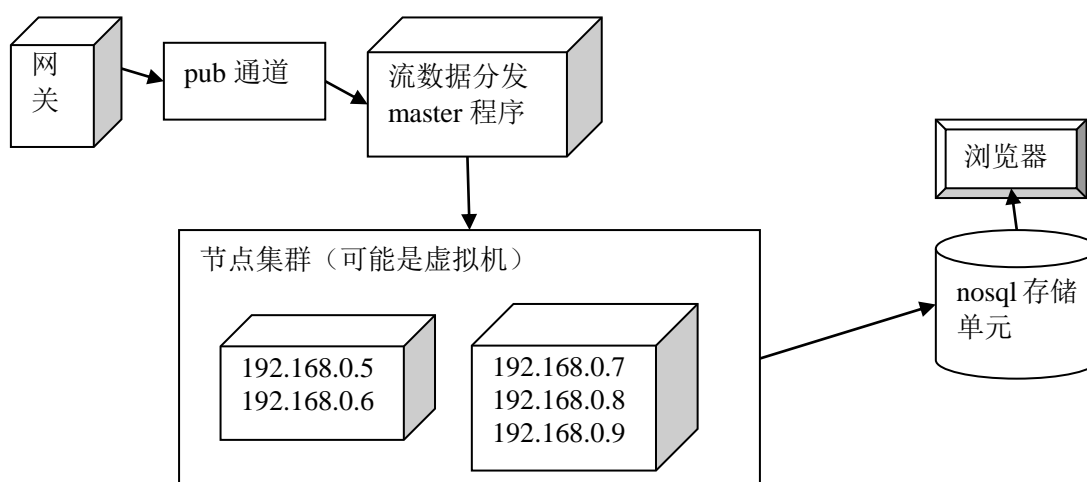 网
关
pub 通道
流数据分发
master 程序
浏览器
节点集群（可能是虚拟机）
192.168.0.5
192.168.0.6
192.168.0.7
192.168.0.8
192.168.0.9
nosql 存储
单元